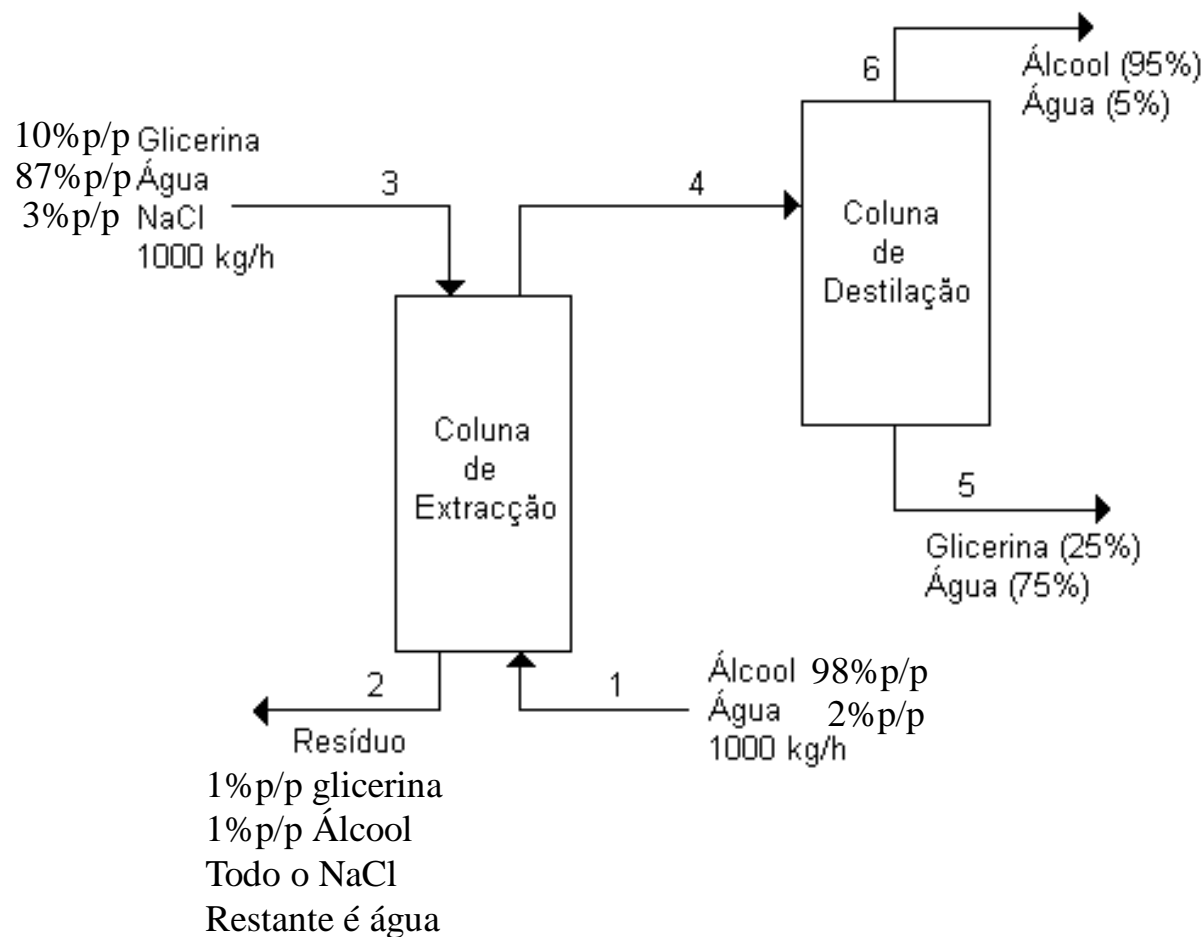 6
Álcool (95%)
Água (5%)
10%p/p Glicerina
87%p/p Água
3%p/p NaCl
1000 kg/h
3
4
Coluna
de
Destilação
Coluna
de
Extracção
5
Glicerina (25%)
Água (75%)
2
Resíduo
1%p/p glicerina
1%p/p Álcool
Todo o NaCl
Restante é água
1
Álcool 98%p/p
Água 2%p/p
1000 kg/h